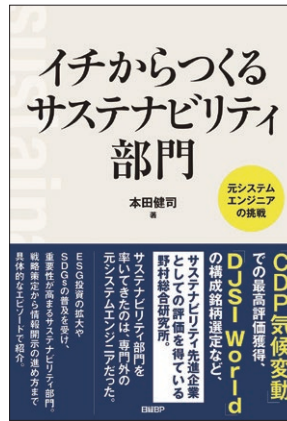 sustaina
イチからつくる
サステナビリティ
部門
元システム
エンジニア
の挑戦
本田健司
著
「CDP気候変動」
での最高評価獲得、
「DJSI World」
の構成銘柄選定など、
サステナビリティ先進企業
としての評価を得ている
野村総合研究所。
サステナビリティ部門を
率いてきたのは、専門外の
元システムエンジニアだった。
ESG投資の拡大や
SDGsの普及を受け、
重要性が高まるサステナビリティ部門。
戦略策定から情報開示の進め方まで
具体的なエピソードで紹介。
日経BP